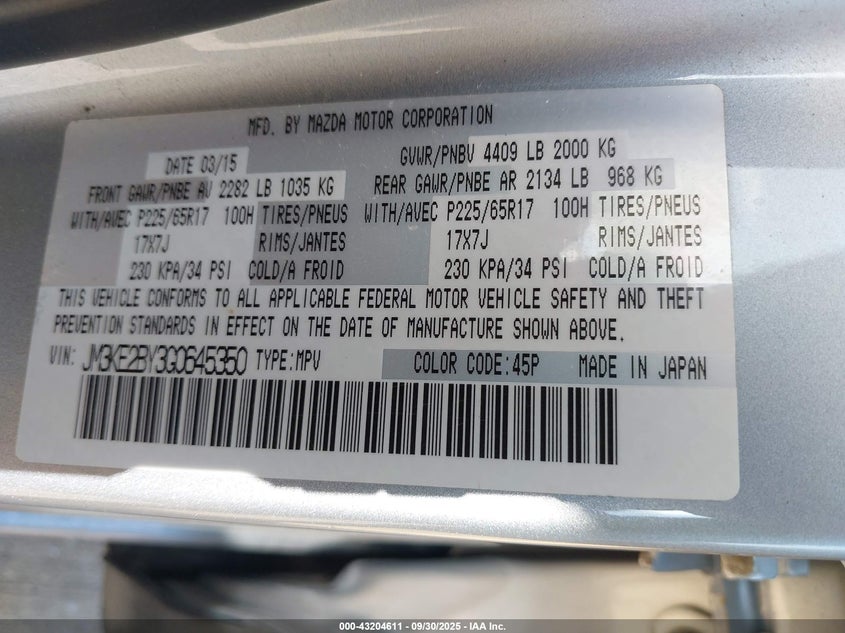 MFD. BY MAZDA MOTOR CORPORATION
DATE 03/15 GVWR/PNBV 4409 LB 2000 KG
FRONT GAWR/PNBE AV 2282 LB 1035 KG REAR GAWR/PNBE AR 2134 LB 968 KG
WITH/AVEC P225/65R17 100H TIRES/PNEUS WITH/AVEC P225/65R17 100H TIRES/PNEUS
17X7J RIMS/JANTES 17X7J RIMS/JANTES
230 KPA/34 PSI COLD/A FROID 230 KPA/34 PSI COLD/A FROID
THIS VEHICLE CONFORMS TO ALL APPLICABLE FEDERAL MOTOR VEHICLE SAFETY AND THEFT
PREVENTION STANDARDS IN EFFECT ON THE DATE OF MANUFACTURE SHOWN ABOVE.
VIN: JM3KE2BY3G0645350 TYPE:MPV COLOR CODE:45P MADE IN JAPAN
000-43204611 - 09/30/2025 - IAA Inc.